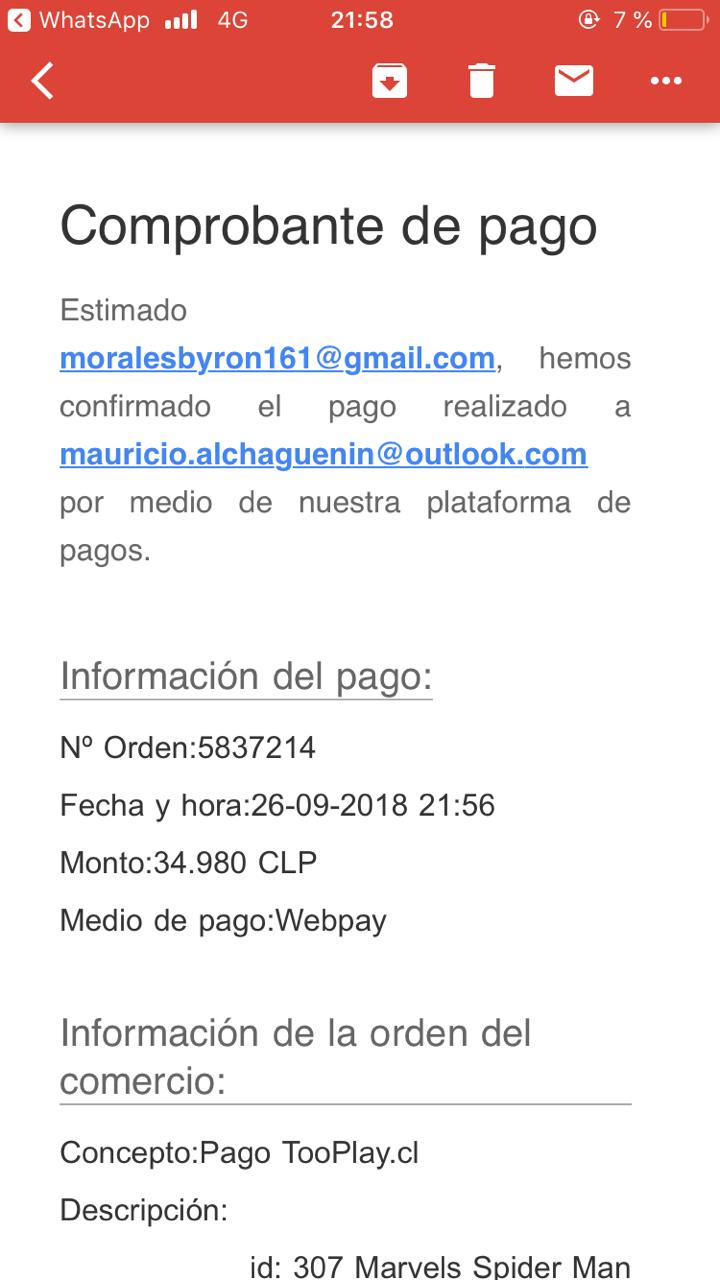 WhatsApp 4G 21:58 7 %
Comprobante de pago
Estimado
moralesbyron161@gmail.com, hemos
confirmado el pago realizado a
mauricio.alchaguenin@outlook.com
por medio de nuestra plataforma de
pagos.
Información del pago:
Nº Orden:5837214
Fecha y hora:26-09-2018 21:56
Monto:34.980 CLP
Medio de pago:Webpay
Información de la orden del
comercio:
Concepto:Pago TooPlay.cl
Descripción:
id: 307 Marvels Spider Man